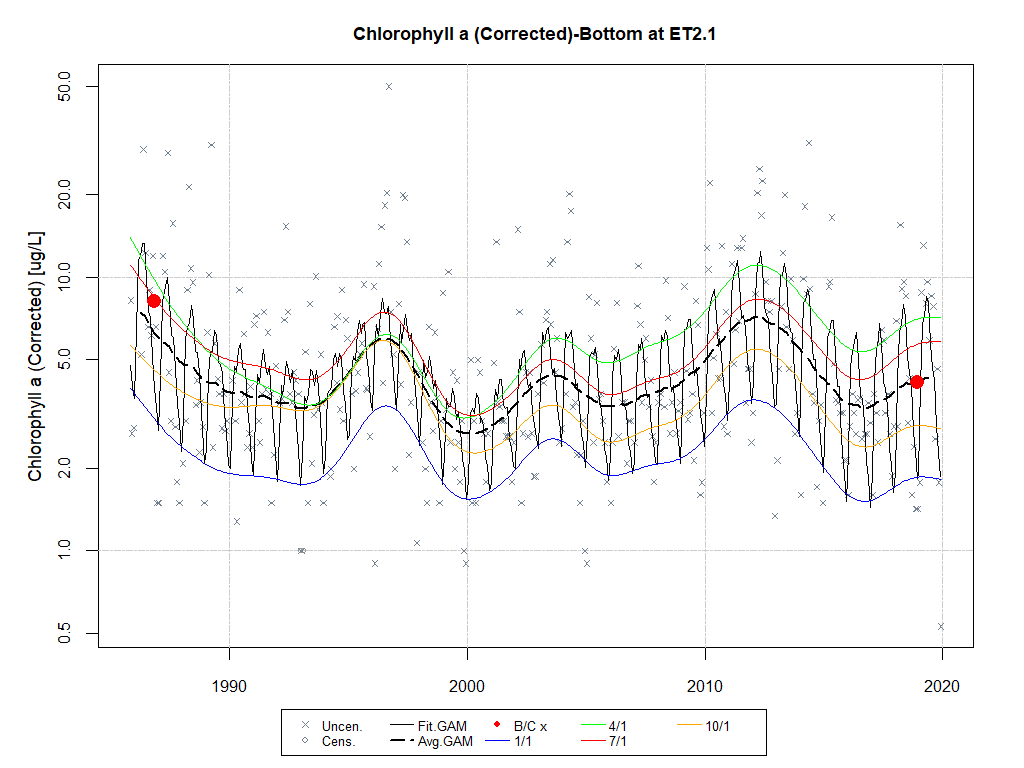 Chlorophyll a (Corrected)-Bottom at ET2.1
Chlorophyll a (Corrected) [ug/L]
50.0
20.0
10.0
5.0
2.0
1.0
0.5
1990 2000 2010 2020
Uncen. Fit.GAM B/C x 4/1 10/1
Cens. Avg.GAM 1/1 7/1